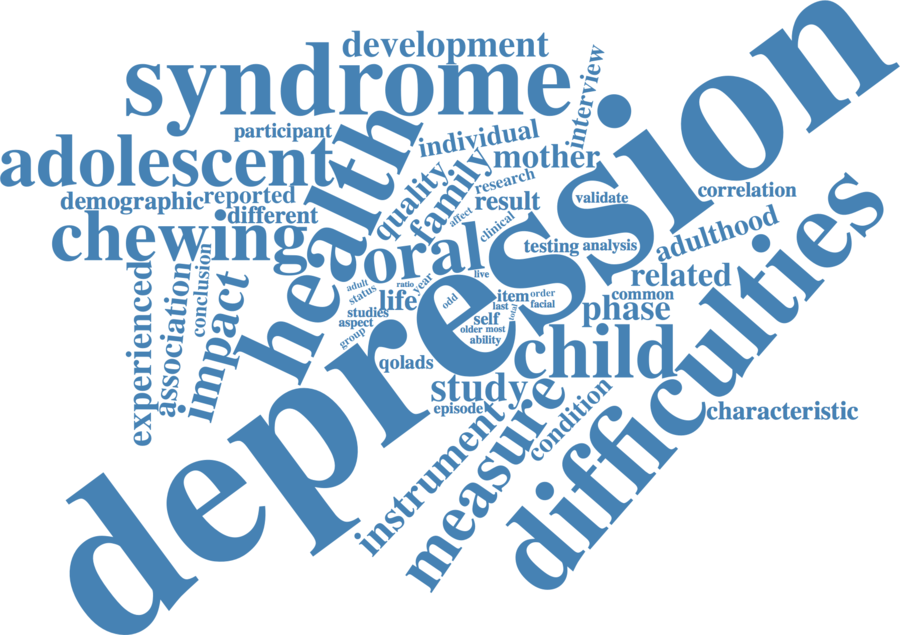 development
syndrome
interview
participant
health
individual
adolescent
family
mother
quality
research
demographic
reported
result
validate
correlation
different
affect
clinical
chewing
oral
testing
analysis
adulthood
difficulties
depression
experienced
association
conclusion
impact
adult
status
ratio
year
live
related
life
odd
item
order
common
last
facial
phase
studies
total
aspect
self
group
older
most
ability
child
qolads
study
episode
condition
characteristic
instrument
measure